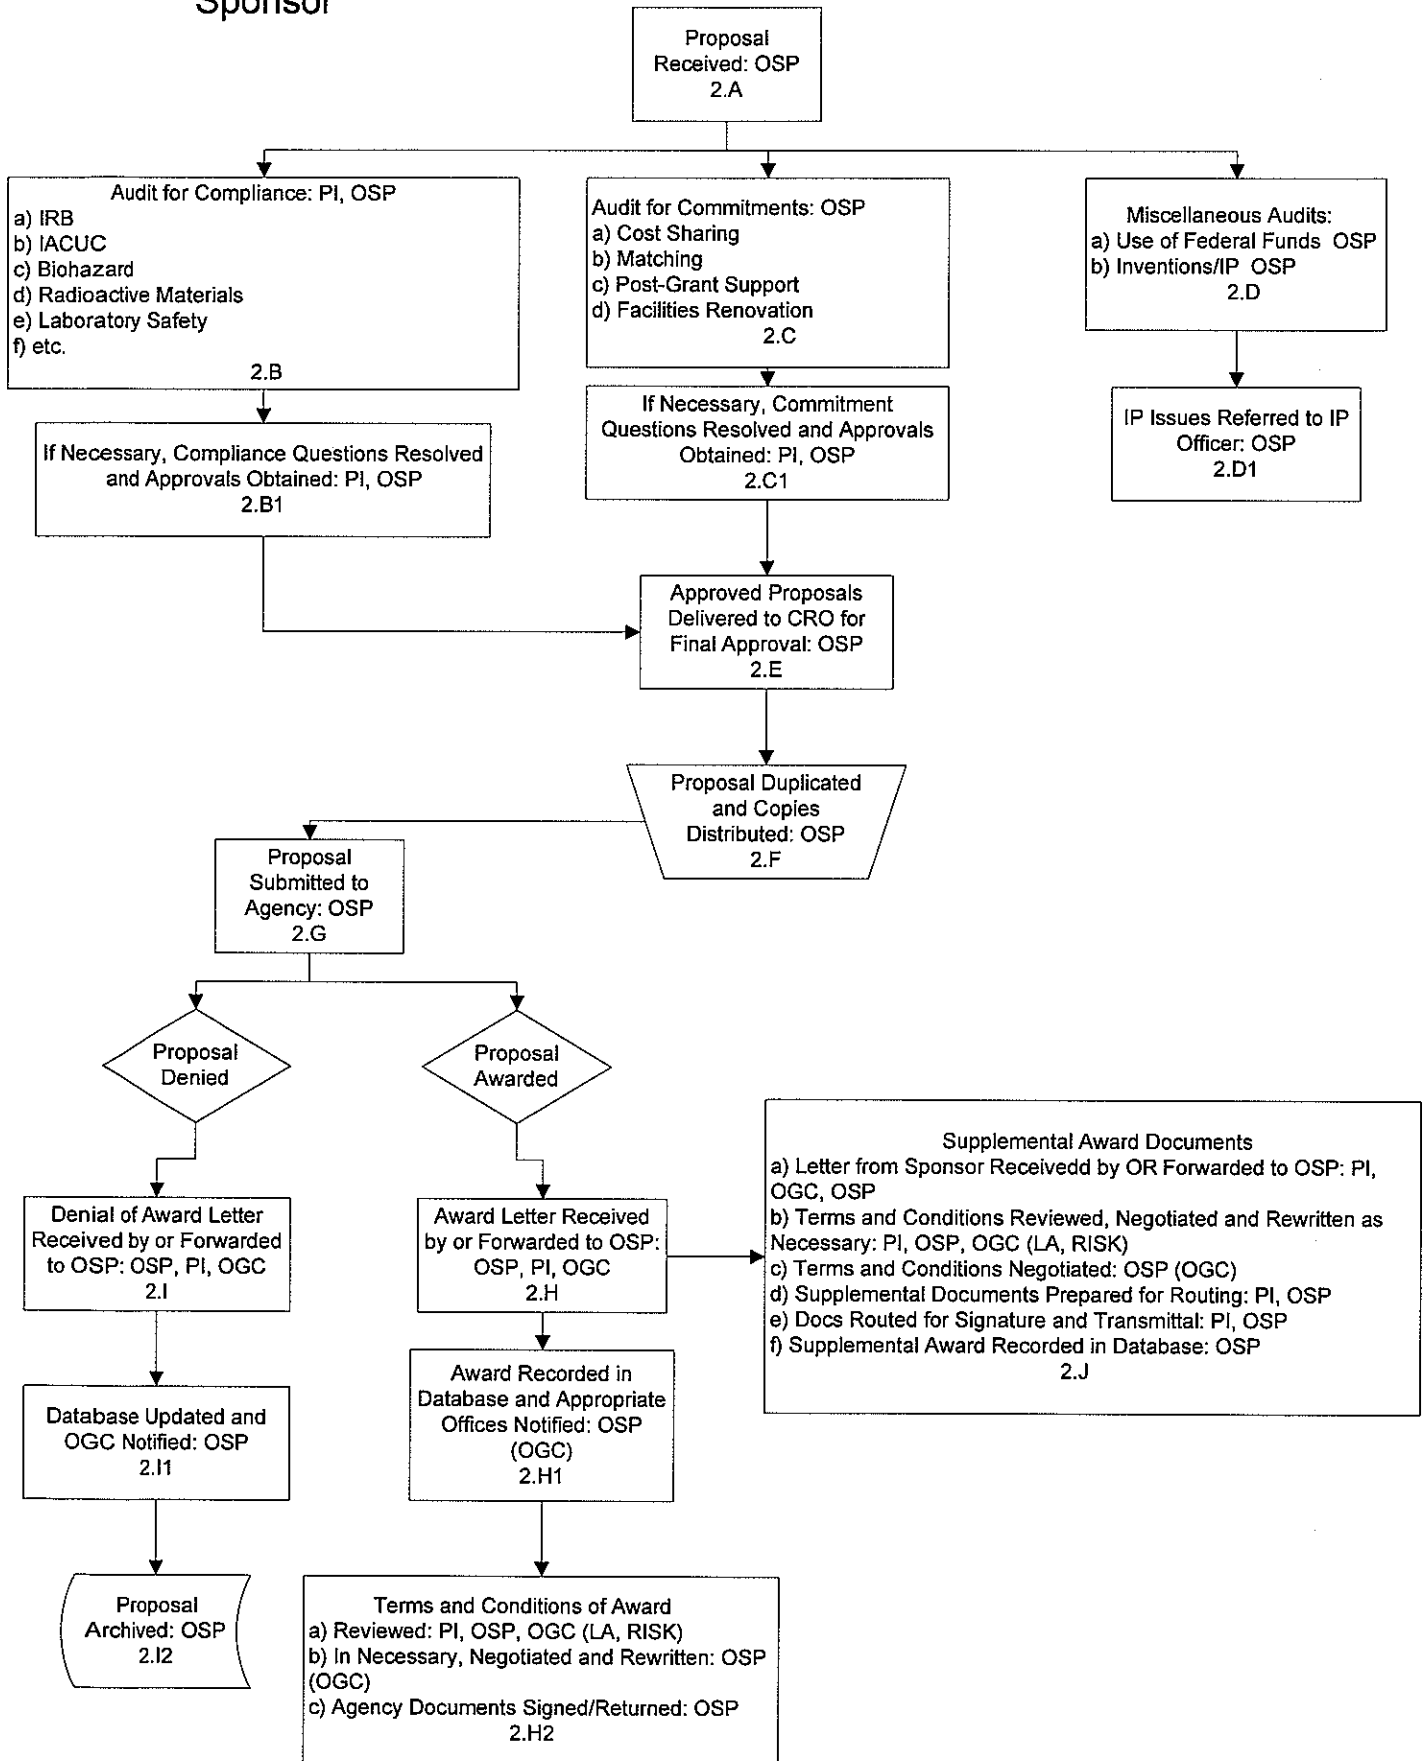 Sponsor
Proposal
Received: OSP
2.A
Audit for Compliance: PI, OSP
a) IRB
b) IACUC
c) Biohazard
d) Radioactive Materials
e) Laboratory Safety
f) etc.
2.B
Audit for Commitments: OSP
a) Cost Sharing
b) Matching
c) Post-Grant Support
d) Facilities Renovation
2.C
Miscellaneous Audits:
a) Use of Federal Funds OSP
b) Inventions/IP OSP
2.D
If Necessary, Compliance Questions Resolved
and Approvals Obtained: PI, OSP
2.B1
If Necessary, Commitment
Questions Resolved and Approvals
Obtained: PI, OSP
2.C1
IP Issues Referred to IP
Officer: OSP
2.D1
Approved Proposals
Delivered to CRO for
Final Approval: OSP
2.E
Proposal Duplicated
and Copies
Distributed: OSP
2.F
Proposal
Submitted to
Agency: OSP
2.G
Proposal
Denied
Proposal
Awarded
Denial of Award Letter
Received by or Forwarded
to OSP: OSP, PI, OGC
2.I
Award Letter Received
by or Forwarded to OSP:
OSP, PI, OGC
2.H
Supplemental Award Documents
a) Letter from Sponsor Receivedd by OR Forwarded to OSP: PI,
OGC, OSP
b) Terms and Conditions Reviewed, Negotiated and Rewritten as
Necessary: PI, OSP, OGC (LA, RISK)
c) Terms and Conditions Negotiated: OSP (OGC)
d) Supplemental Documents Prepared for Routing: PI, OSP
e) Docs Routed for Signature and Transmittal: PI, OSP
f) Supplemental Award Recorded in Database: OSP
2.J
Database Updated and
OGC Notified: OSP
2.I1
Award Recorded in
Database and Appropriate
Offices Notified: OSP
(OGC)
2.H1
Proposal
Archived: OSP
2.I2
Terms and Conditions of Award
a) Reviewed: PI, OSP, OGC (LA, RISK)
b) In Necessary, Negotiated and Rewritten: OSP
(OGC)
c) Agency Documents Signed/Returned: OSP
2.H2